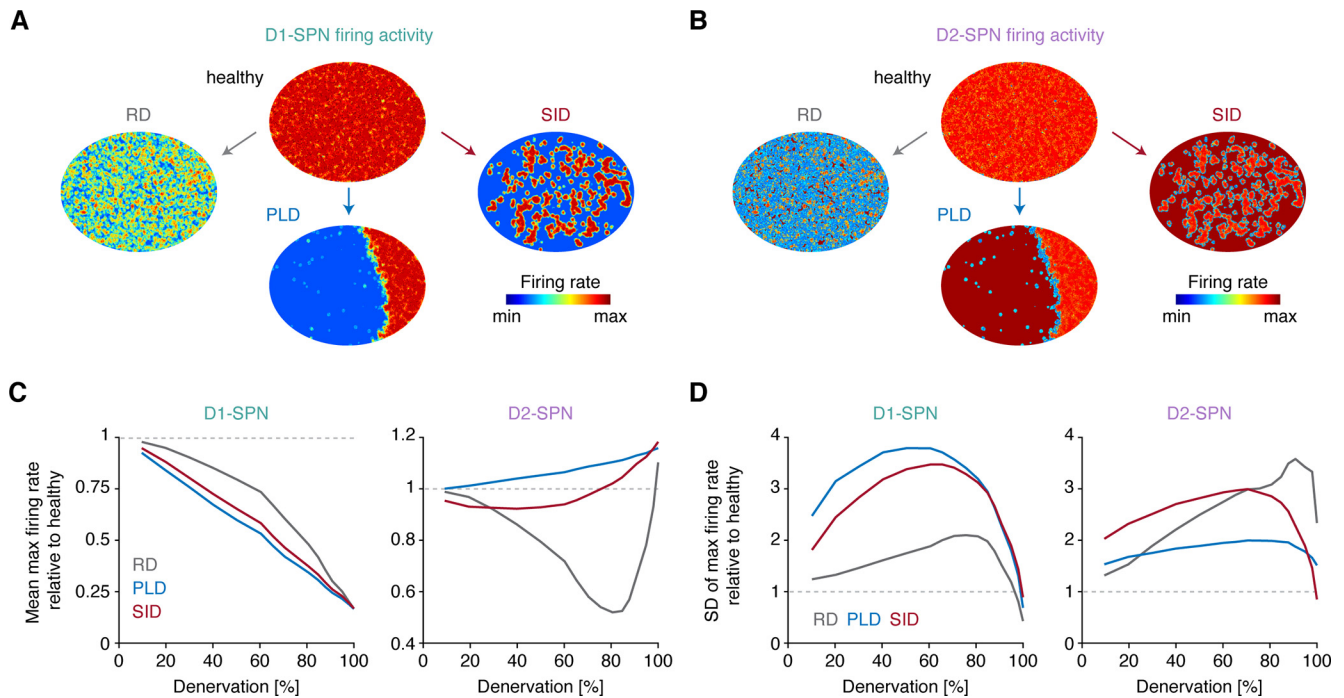 A
D1-SPN firing activity
healthy
RD
SID
PLD
Firing rate
min max
B
D2-SPN firing activity
healthy
RD
SID
PLD
Firing rate
min max
C
D1-SPN
Mean max firing rate
relative to healthy
1
0.75
0.5
0.25
0
RD
PLD
SID
0 20 40 60 80 100
Denervation [%]
D2-SPN
1.2
1
0.8
0.6
0.4
0 20 40 60 80 100
Denervation [%]
D
D1-SPN
SD of max firing rate
relative to healthy
4
3
2
1
0
RD PLD SID
0 20 40 60 80 100
Denervation [%]
D2-SPN
4
3
2
1
0
0 20 40 60 80 100
Denervation [%]